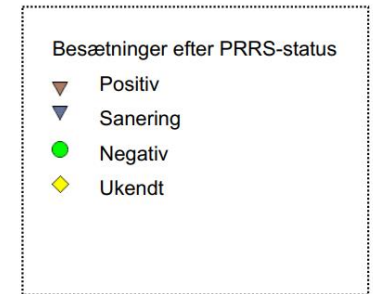 Besætninger efter PRRS-status
Positiv
Sanering
Negativ
Ukendt